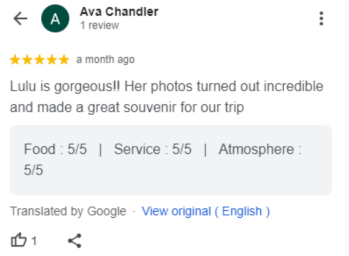 Ava Chandler
1 review
a month ago
Lulu is gorgeous!! Her photos turned out incredible
and made a great souvenir for our trip
Food : 5/5 | Service : 5/5 | Atmosphere :
5/5
Translated by Google · View original ( English )
1